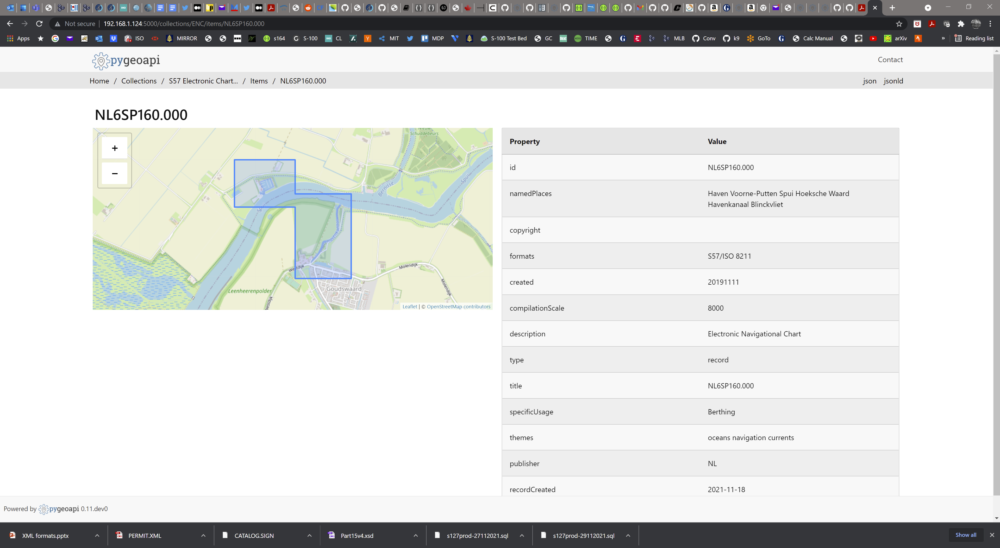 Not secure 192.168.1.124:5000/collections/ENC/items/NL6SP160.000
Apps ISO MIRROR s164 S-100 CL MIT MDP S-100 Test Bed GC TIME MLB Conv k9 GoTo Calc Manual arXiv » Reading list
pygeoapi Contact
Home / Collections / S57 Electronic Chart... / Items / NL6SP160.000 json jsonld
NL6SP160.000
+
−
Schuddebeurs
Bernisse
Spui
Spui
Havenkanaal
Westdijk
Molendijk
Molendijk
Leenheerenpolder
Goudswaard
Westdijk
Leaflet | © OpenStreetMap contributors
Property Value
id NL6SP160.000
namedPlaces Haven Voorne-Putten Spui Hoeksche Waard
Havenkanaal Blinckvliet
copyright
formats S57/ISO 8211
created 20191111
compilationScale 8000
description Electronic Navigational Chart
type record
title NL6SP160.000
specificUsage Berthing
themes oceans navigation currents
publisher NL
recordCreated 2021-11-18
Powered by pygeoapi 0.11.dev0
XML formats.pptx PERMIT.XML CATALOG.SIGN Part15v4.xsd s127prod-27112021.sql s127prod-29112021.sql Show all